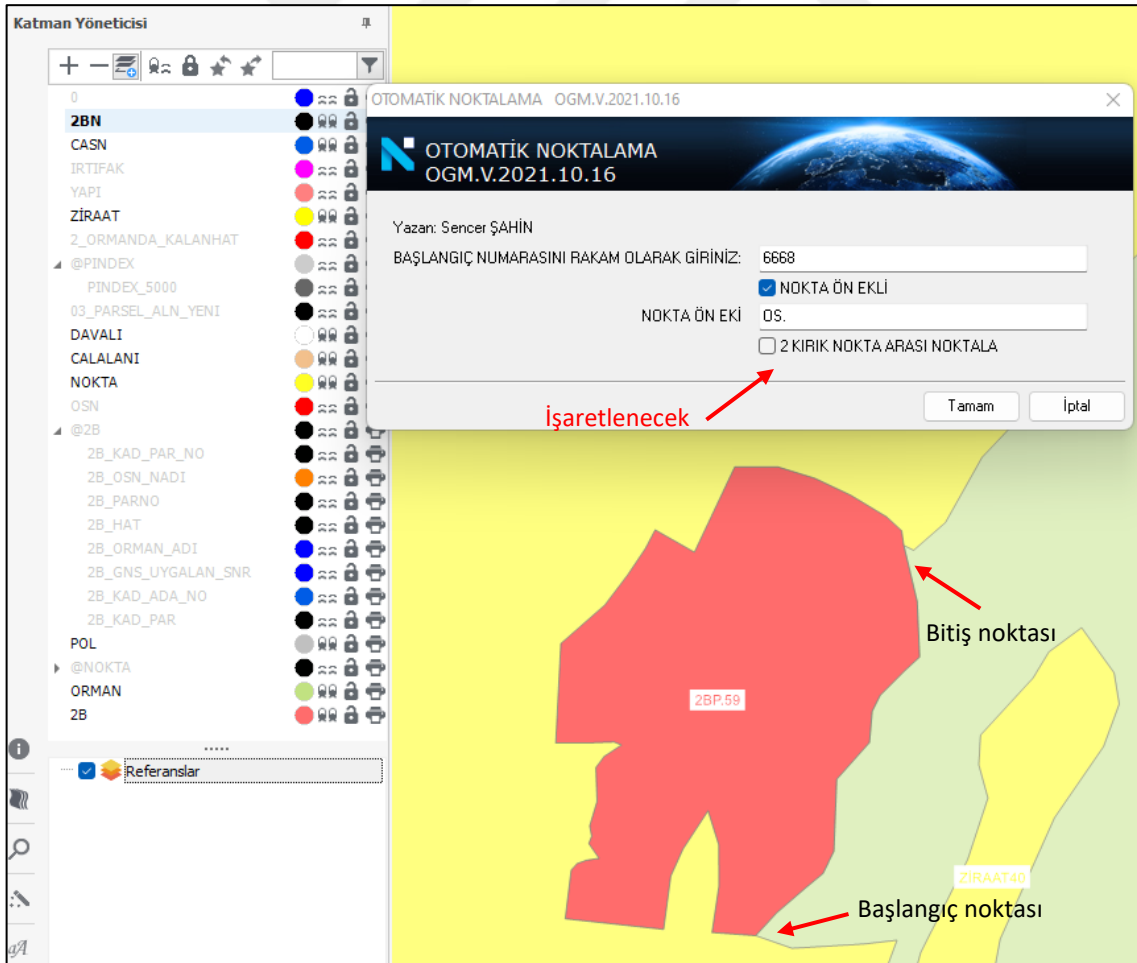 Katman Yöneticisi
0
2BN
CASN
IRTIFAK
YAPI
ZİRAAT
2_ORMANDA_KALANHAT
@PINDEX
PINDEX_5000
03_PARSEL_ALN_YENI
DAVALI
CALALANI
NOKTA
OSN
@2B
2B_KAD_PAR_NO
2B_OSN_NADI
2B_PARNO
2B_HAT
2B_ORMAN_ADI
2B_GNS_UYGALAN_SNR
2B_KAD_ADA_NO
2B_KAD_PAR
POL
@NOKTA
ORMAN
2B
Referanslar
aA
OTOMATİK NOKTALAMA OGM.V.2021.10.16
OTOMATİK NOKTALAMA
OGM.V.2021.10.16
Yazan: Sencer ŞAHİN
BAŞLANGIÇ NUMARASINI RAKAM OLARAK GİRİNİZ: 6668
NOKTA ÖN EKLİ
NOKTA ÖN EKİ OS.
2 KIRIK NOKTA ARASI NOKTALA
İşaretlenecek
Tamam İptal
Bitiş noktası
2BP.59
ZİRAAT40
Başlangıç noktası